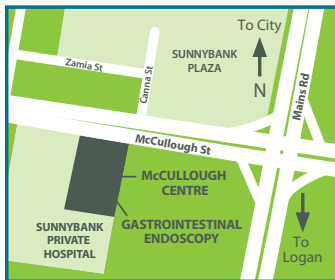 To City
SUNNYBANK
PLAZA
Zamia St
Canna St
N
Mains Rd
McCullough St
McCULLOUGH
CENTRE
GASTROINTESTINAL
ENDOSCOPY
SUNNYBANK
PRIVATE
HOSPITAL
To
Logan